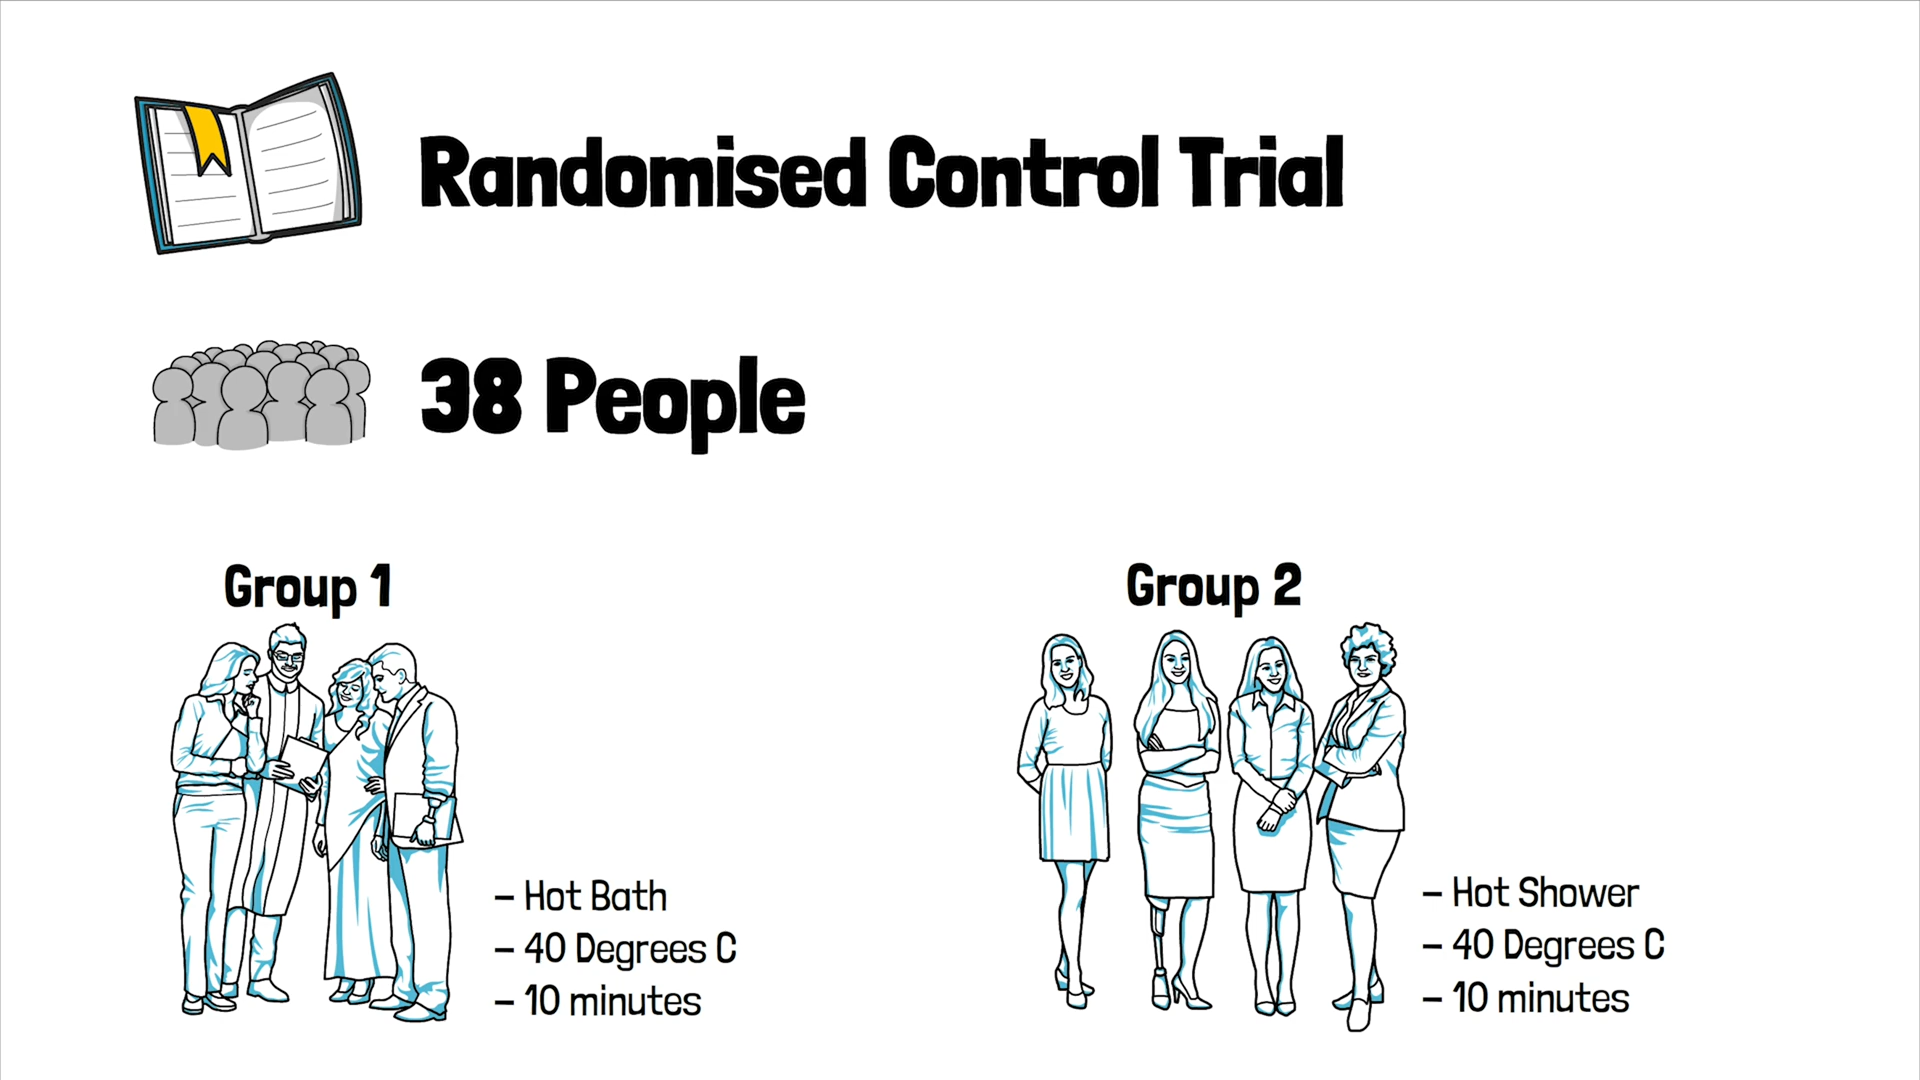 Randomised Control Trial
38 People
Group 1
– Hot Bath
– 40 Degrees C
– 10 minutes
Group 2
– Hot Shower
– 40 Degrees C
– 10 minutes